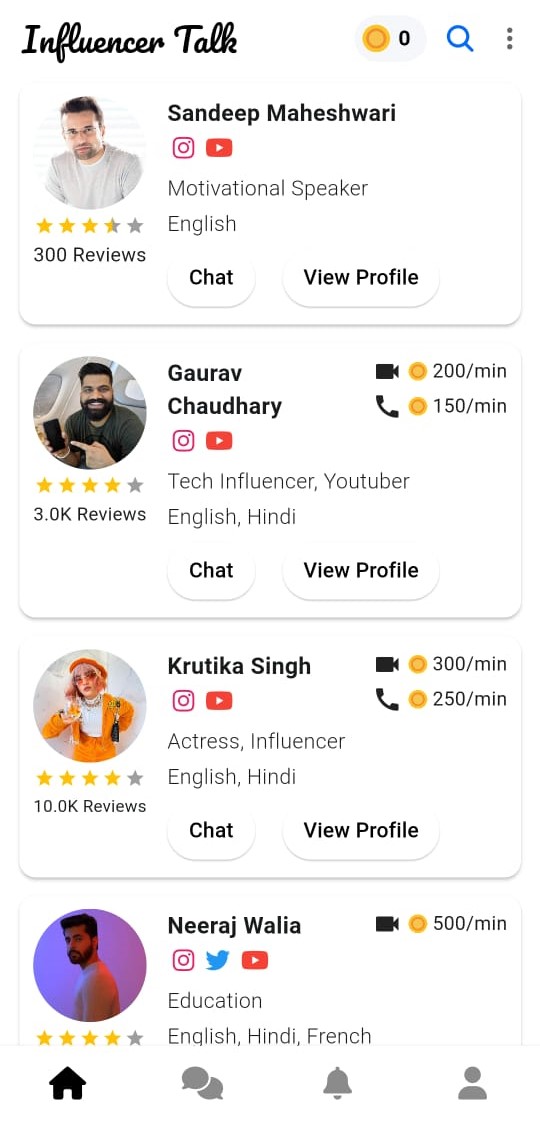 Influencer Talk
0
Sandeep Maheshwari
Motivational Speaker
English
300 Reviews
Chat
View Profile
Gaurav
Chaudhary
200/min
150/min
Tech Influencer, Youtuber
English, Hindi
3.0K Reviews
Chat
View Profile
Krutika Singh
300/min
250/min
Actress, Influencer
English, Hindi
10.0K Reviews
Chat
View Profile
Neeraj Walia
500/min
Education
English, Hindi, French